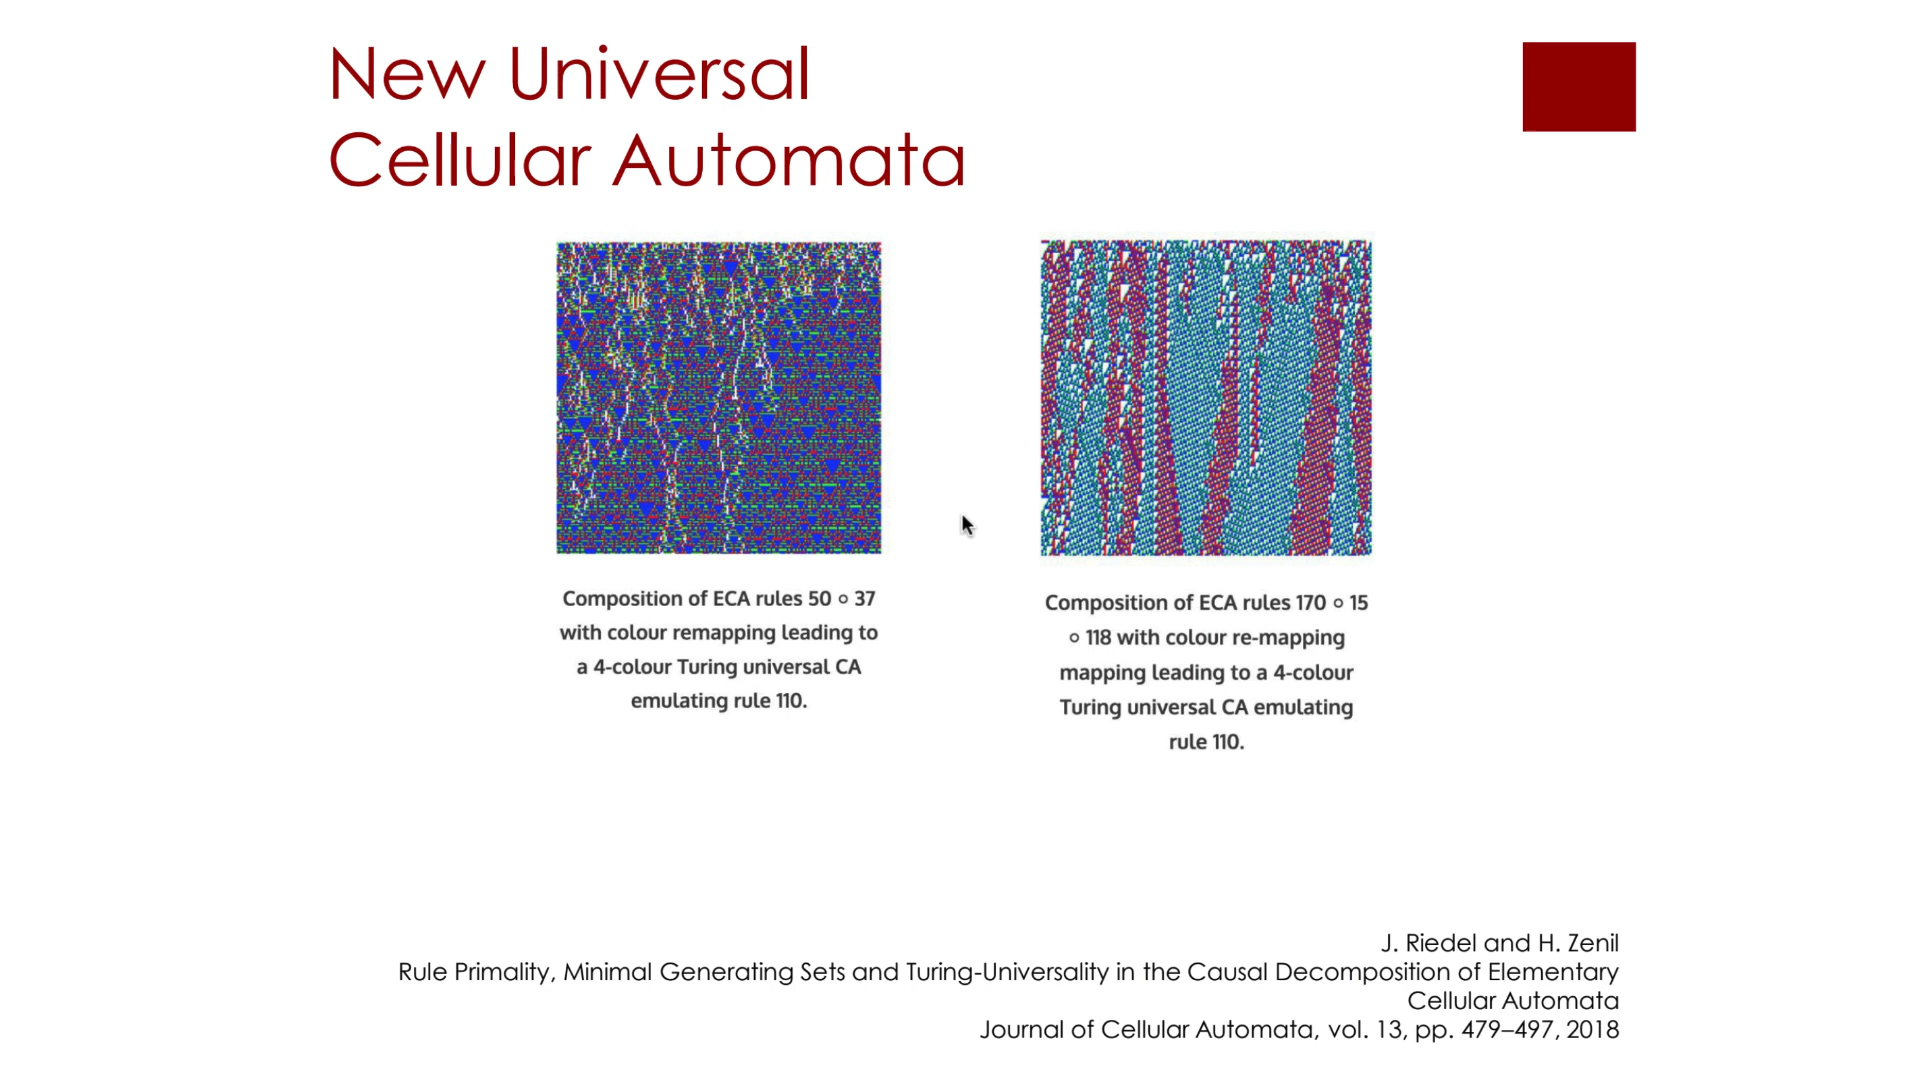 New Universal
Cellular Automata
Composition of ECA rules 50 ∘ 37
with colour remapping leading to
a 4-colour Turing universal CA
emulating rule 110.
Composition of ECA rules 170 ∘ 15
∘ 118 with colour re-mapping
mapping leading to a 4-colour
Turing universal CA emulating
rule 110.
J. Riedel and H. Zenil
Rule Primality, Minimal Generating Sets and Turing-Universality in the Causal Decomposition of Elementary
Cellular Automata
Journal of Cellular Automata, vol. 13, pp. 479–497, 2018